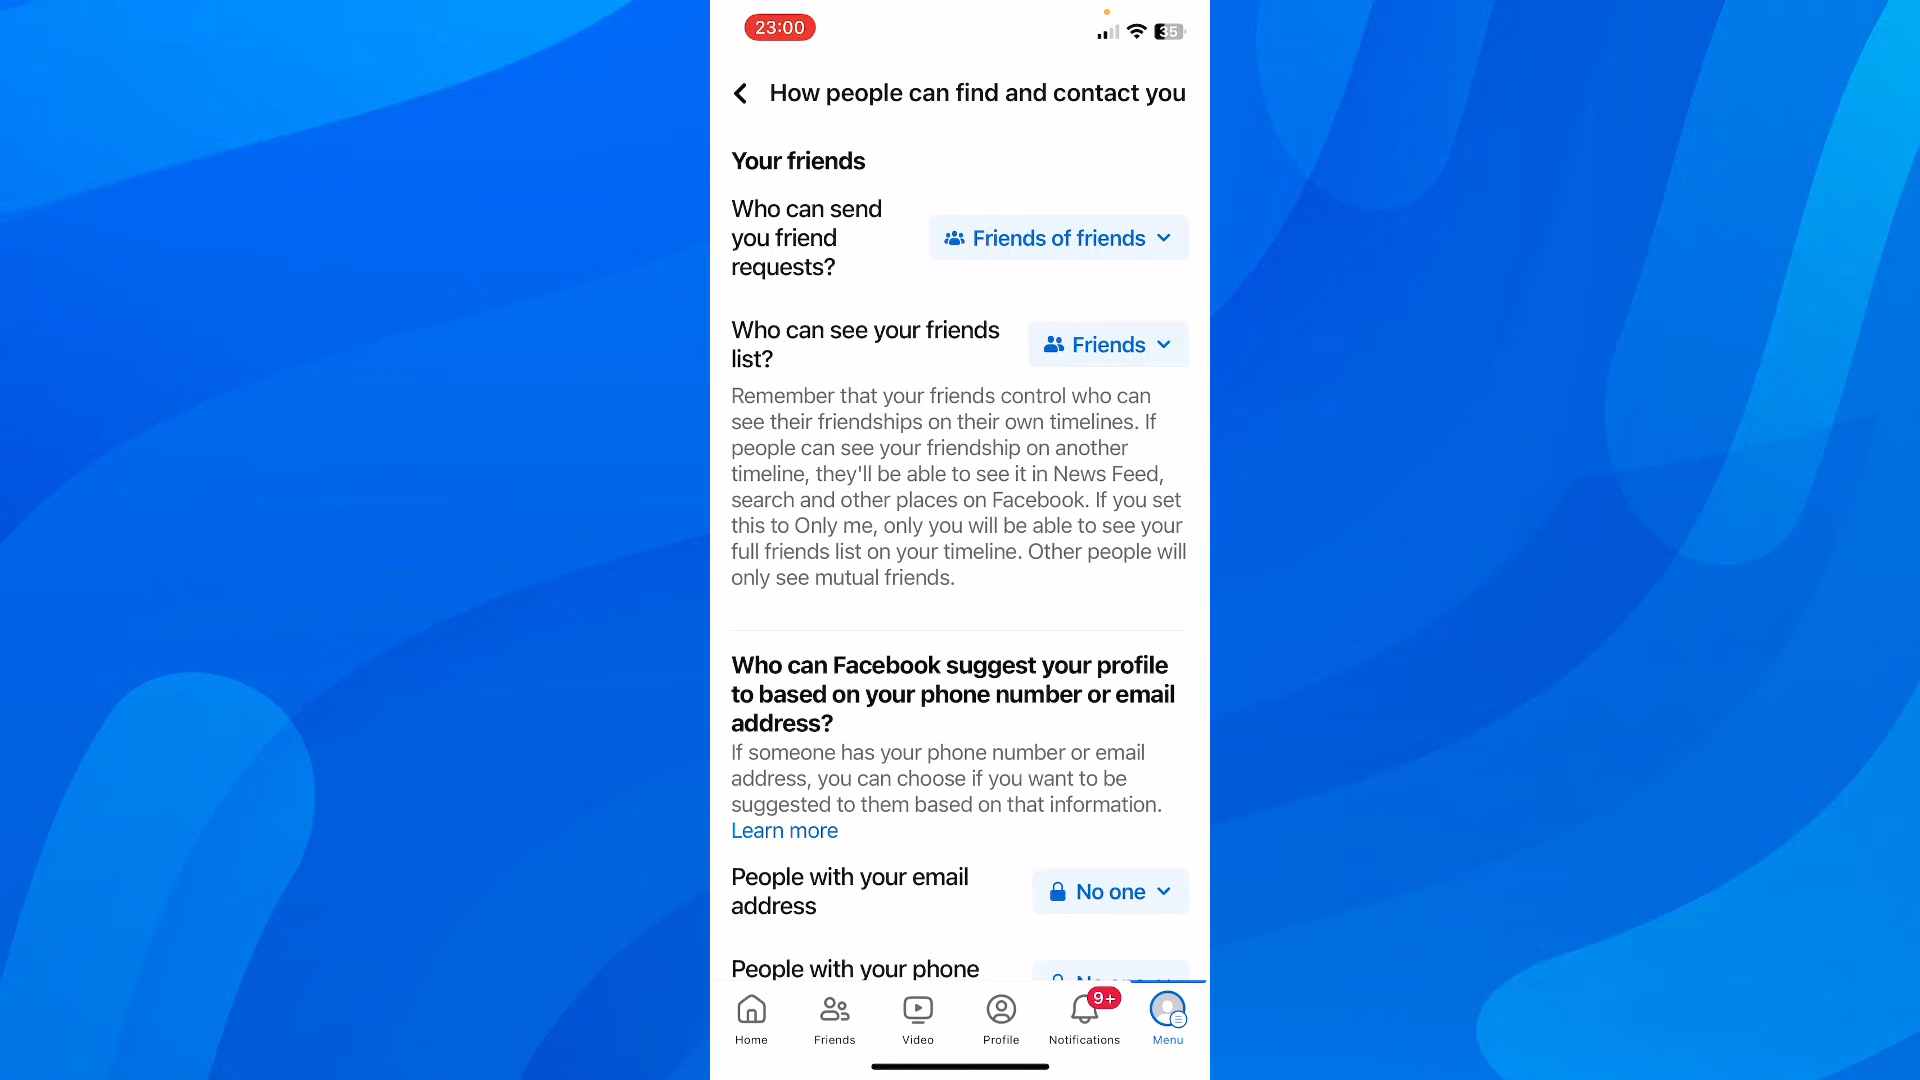 23:00
35
How people can find and contact you
Your friends
Who can send
you friend
requests?
Friends of friends
Who can see your friends
list?
Friends
Remember that your friends control who can
see their friendships on their own timelines. If
people can see your friendship on another
timeline, they'll be able to see it in News Feed,
search and other places on Facebook. If you set
this to Only me, only you will be able to see your
full friends list on your timeline. Other people will
only see mutual friends.
Who can Facebook suggest your profile
to based on your phone number or email
address?
If someone has your phone number or email
address, you can choose if you want to be
suggested to them based on that information.
Learn more
People with your email
address
No one
People with your phone
9+
Home
Friends
Video
Profile
Notifications
Menu